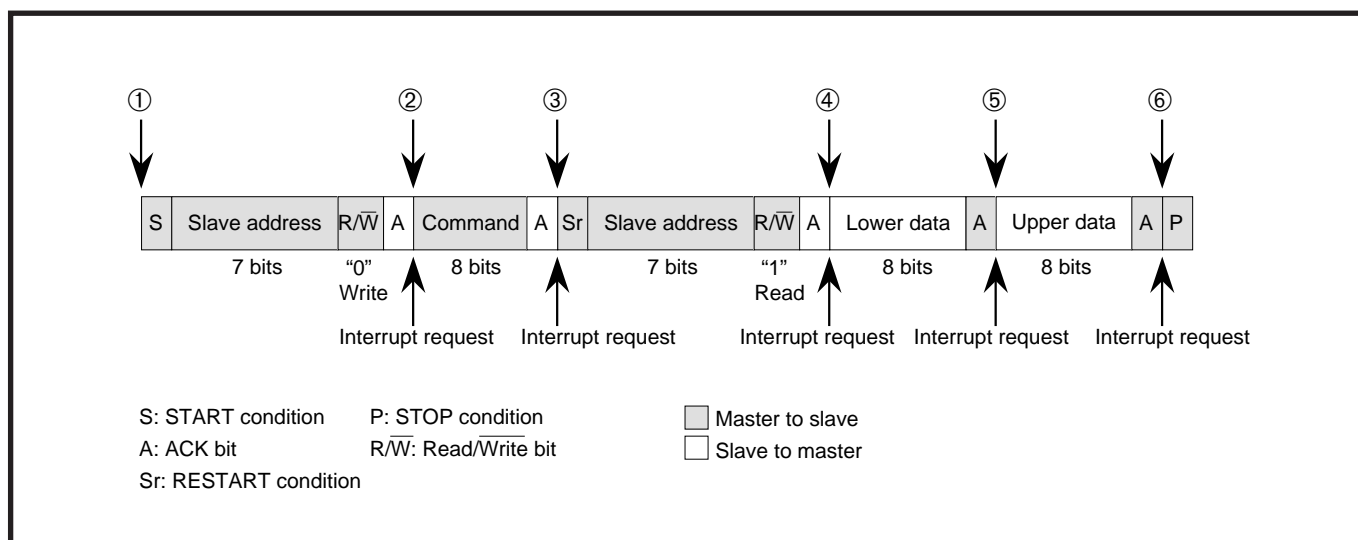 ① ② ③ ④ ⑤ ⑥
S Slave address R/W̅ A Command A Sr Slave address R/W̅ A Lower data A Upper data A P
7 bits “0” 8 bits 7 bits “1” 8 bits 8 bits
Write Read
Interrupt request Interrupt request Interrupt request Interrupt request Interrupt request
S: START condition P: STOP condition Master to slave
A: ACK bit R/W̅: Read/W̅r̅i̅t̅e̅ bit Slave to master
Sr: RESTART condition